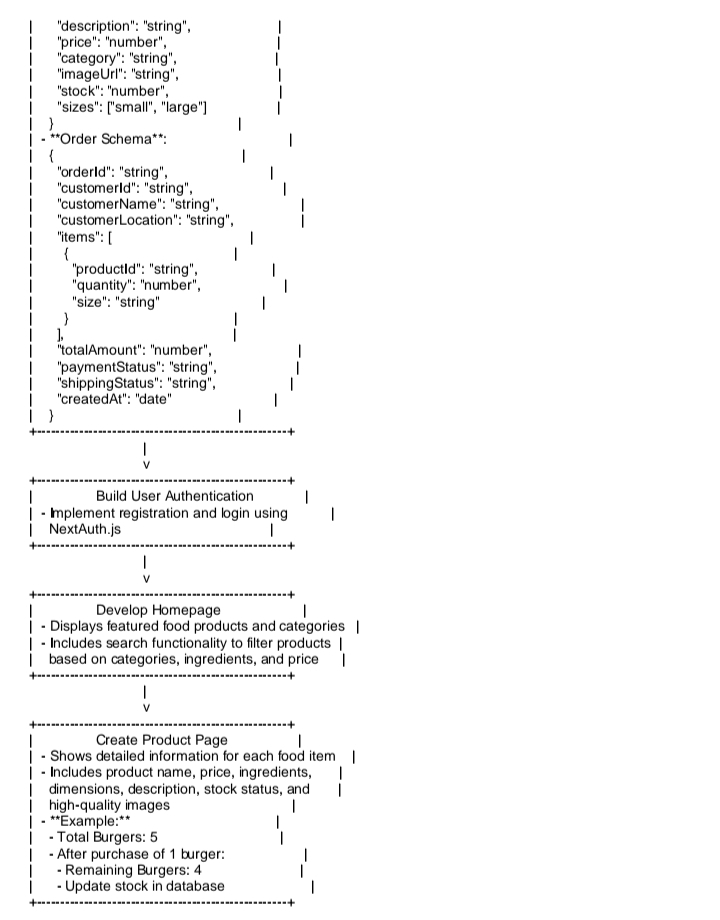 |      "description": "string",                    |
|      "price": "number",                            |
|      "category": "string",                         |
|      "imageUrl": "string",                         |
|      "stock": "number",                            |
|      "sizes": ["small", "large"]                  |
|    }                                              |
|  - **Order Schema**:                              |
|    {                                              |
|      "orderId": "string",                         |
|      "customerId": "string",                       |
|      "customerName": "string",                     |
|      "customerLocation": "string",                 |
|      "items": [                                   |
|        {                                          |
|          "productId": "string",                   |
|          "quantity": "number",                     |
|          "size": "string"                         |
|        }                                          |
|      ],                                           |
|      "totalAmount": "number",                      |
|      "paymentStatus": "string",                    |
|      "shippingStatus": "string",                   |
|      "createdAt": "date"                          |
|    }                                              |
+--------------------------------------------------+
|
v
+--------------------------------------------------+
|              Build User Authentication            |
|  - Implement registration and login using         |
|    NextAuth.js                                    |
+--------------------------------------------------+
|
v
+--------------------------------------------------+
|              Develop Homepage                     |
|  - Displays featured food products and categories  |
|  - Includes search functionality to filter products |
|    based on categories, ingredients, and price     |
+--------------------------------------------------+
|
v
+--------------------------------------------------+
|              Create Product Page                  |
|  - Shows detailed information for each food item   |
|  - Includes product name, price, ingredients,      |
|    dimensions, description, stock status, and      |
|    high-quality images                            |
|  - **Example:**                                   |
|    - Total Burgers: 5                             |
|    - After purchase of 1 burger:                   |
|      - Remaining Burgers: 4                        |
|      - Update stock in database                    |
+--------------------------------------------------+